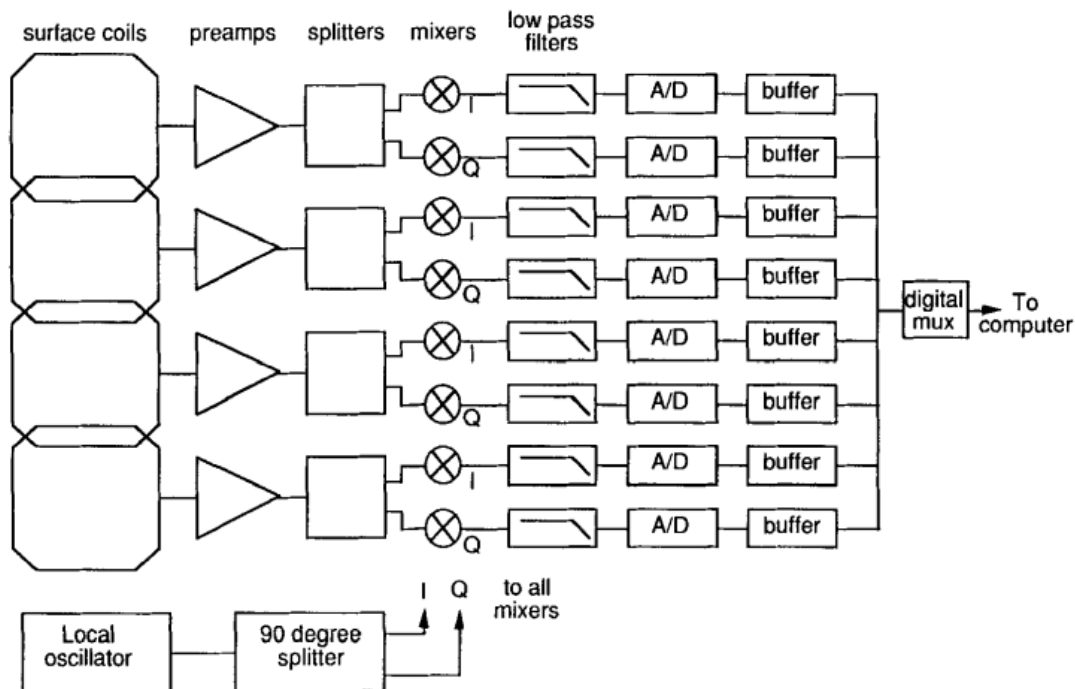 surface coils
preamps
splitters
mixers
low pass
filters
I
A/D
buffer
Q
A/D
buffer
I
A/D
buffer
Q
A/D
buffer
digital
mux
To
computer
I
A/D
buffer
Q
A/D
buffer
I
A/D
buffer
Q
A/D
buffer
I
Q
to all
mixers
Local
oscillator
90 degree
splitter